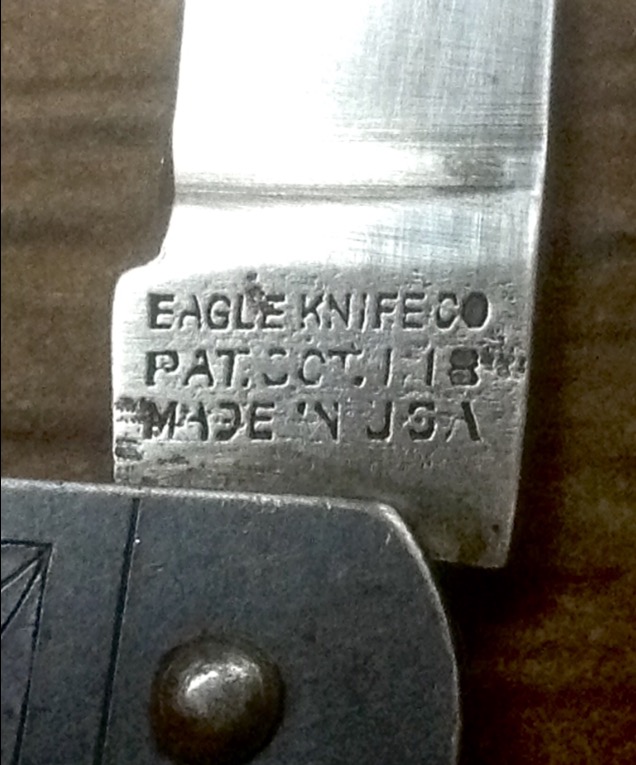 EAGLE KNIFE CO
PAT. OCT. 1. 18
MADE IN USA